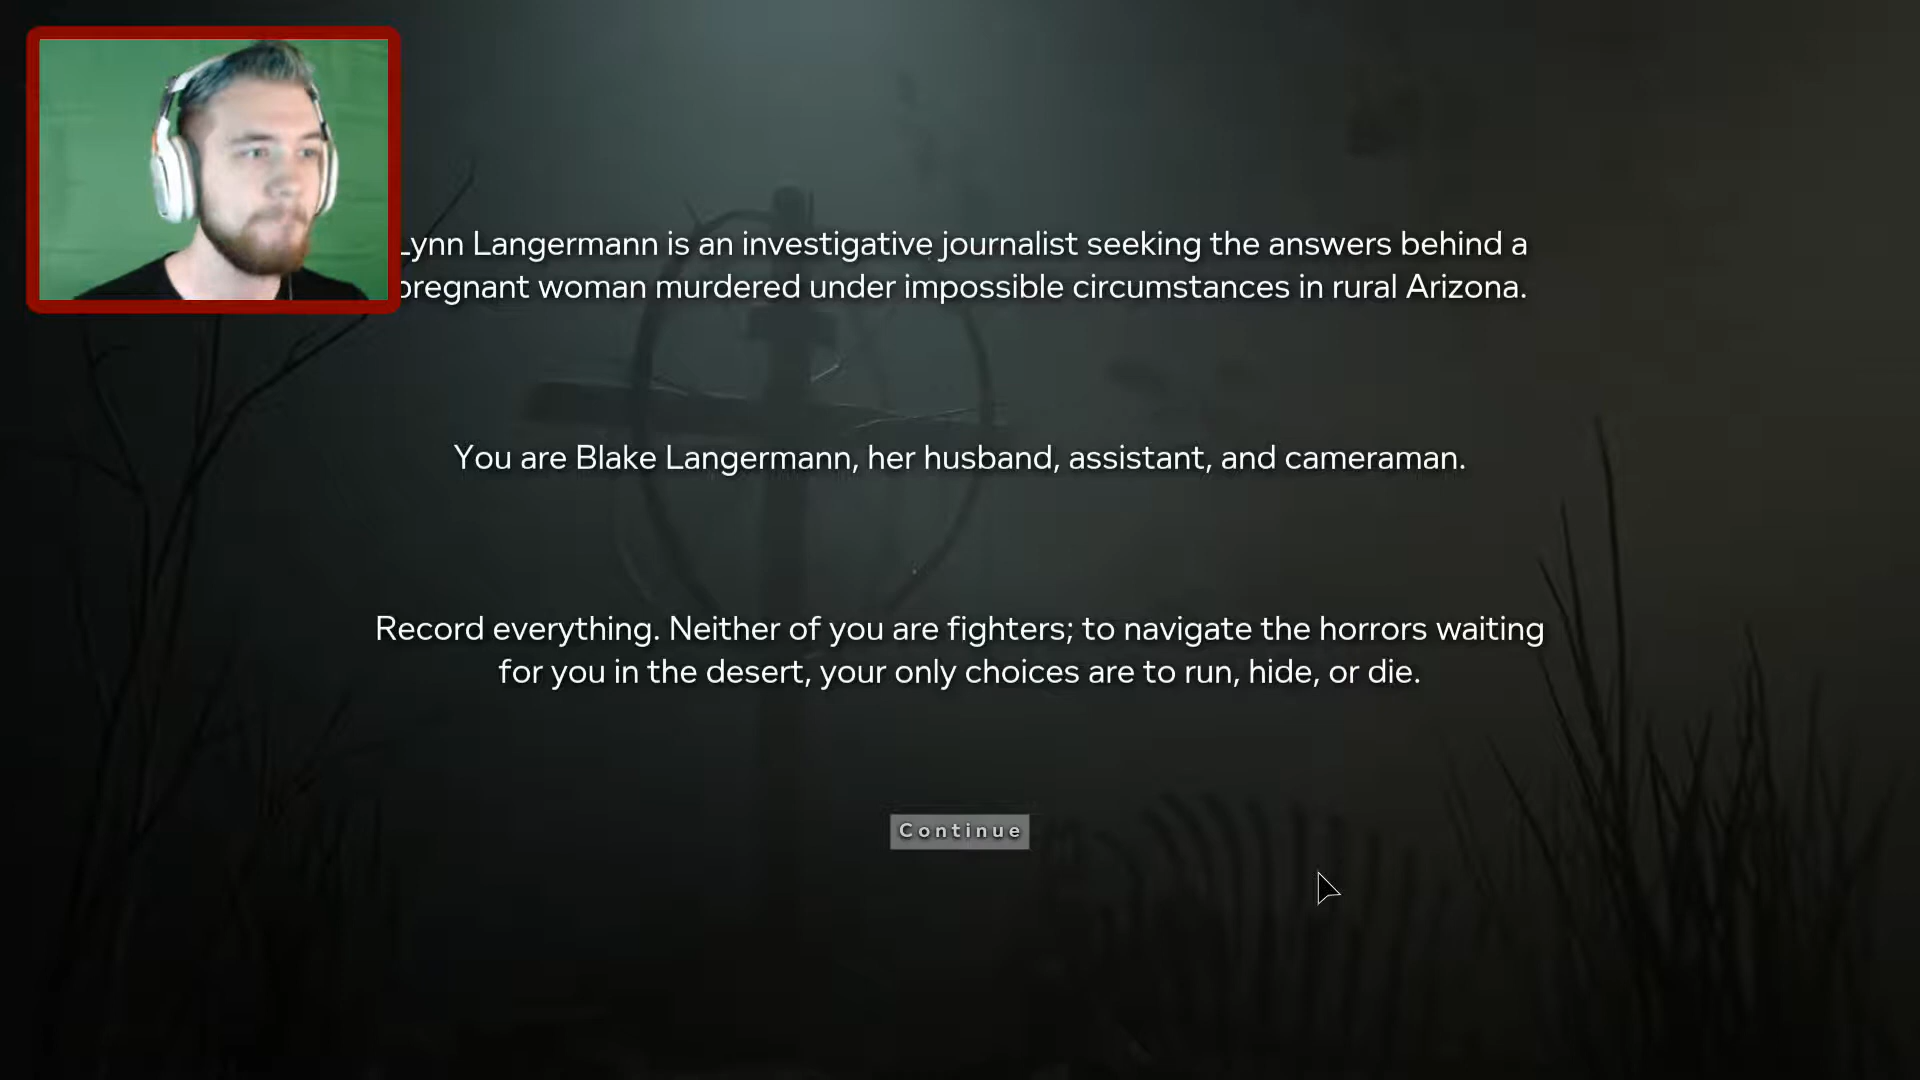 Lynn Langermann is an investigative journalist seeking the answers behind a
pregnant woman murdered under impossible circumstances in rural Arizona.
You are Blake Langermann, her husband, assistant, and cameraman.
Record everything. Neither of you are fighters; to navigate the horrors waiting
for you in the desert, your only choices are to run, hide, or die.
Continue